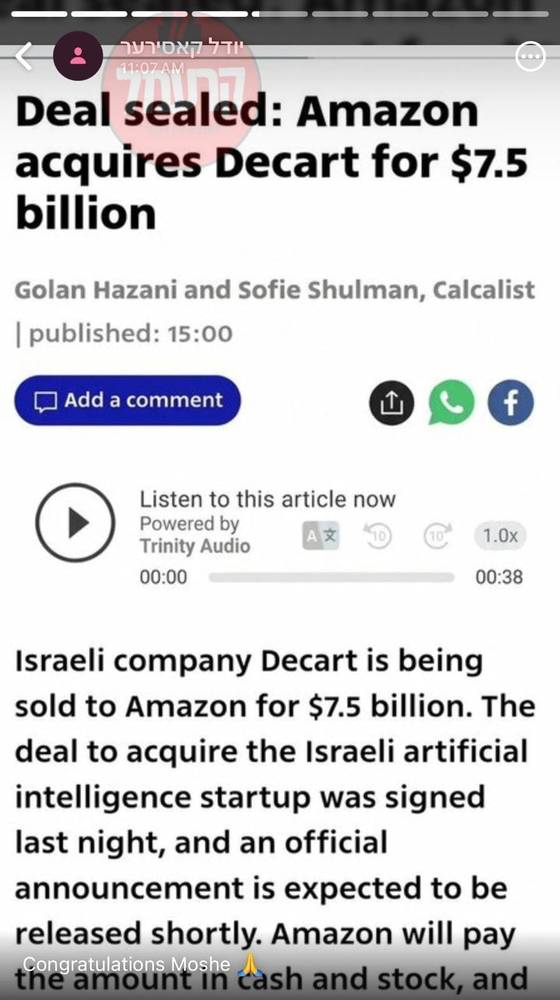 יודל קאסירער
11:07 AM
Deal sealed: Amazon
acquires Decart for $7.5
billion
Golan Hazani and Sofie Shulman, Calcalist
| published: 15:00
Add a comment
Listen to this article now
Powered by
Trinity Audio
A 文
10
10
1.0x
00:00
00:38
Israeli company Decart is being
sold to Amazon for $7.5 billion. The
deal to acquire the Israeli artificial
intelligence startup was signed
last night, and an official
announcement is expected to be
released shortly. Amazon will pay
the amount in cash and stock, and
Congratulations Moshe 🙏